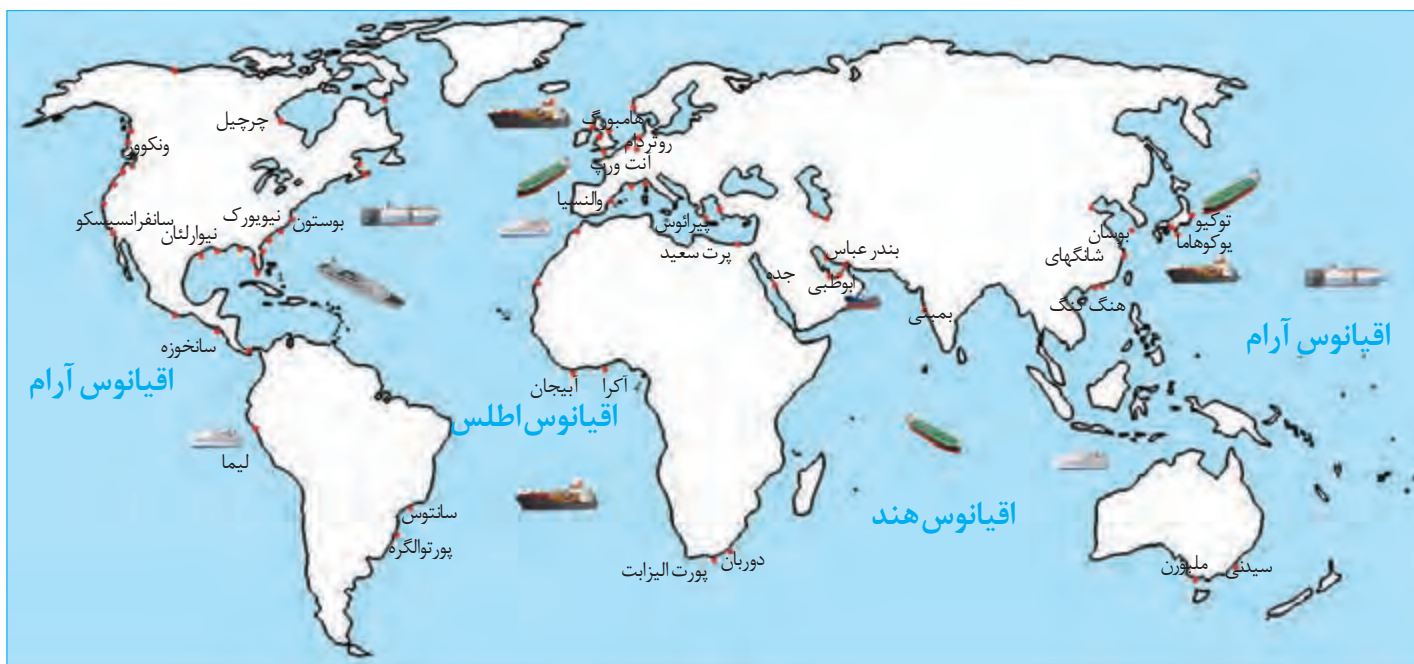 چرچیل
ونکوور
سانفرانسیسکو
نیویورک
بوستون
نیوارلئان
سانخوزه
اقیانوس آرام
لیما
سانتوس
پورتوالگره
هامبورگ
روتردام
انت ورپ
والنسیا
پیرائوس
پرت سعید
جده
بندر عباس
ابوظبی
بمبئی
آبیجان
آکرا
اقیانوس اطلس
پورت الیزابت
دوربان
اقیانوس هند
توکیو
یوکوهاما
بوسان
شانگهای
هنگ کنگ
اقیانوس آرام
ملبورن
سیدنی